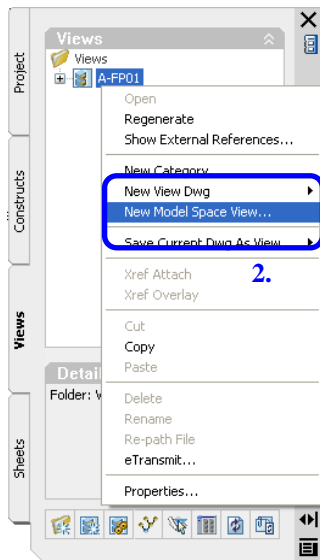 Views
Views
A-FP01
Open
Regenerate
Show External References...
New Category
New View Dwg
New Model Space View...
Save Current Dwg As View
2.
Xref Attach
Xref Overlay
Cut
Copy
Paste
Delete
Rename
Re-path File
eTransmit...
Properties...
Detai
Folder: V
Project
Constructs
Views
Sheets